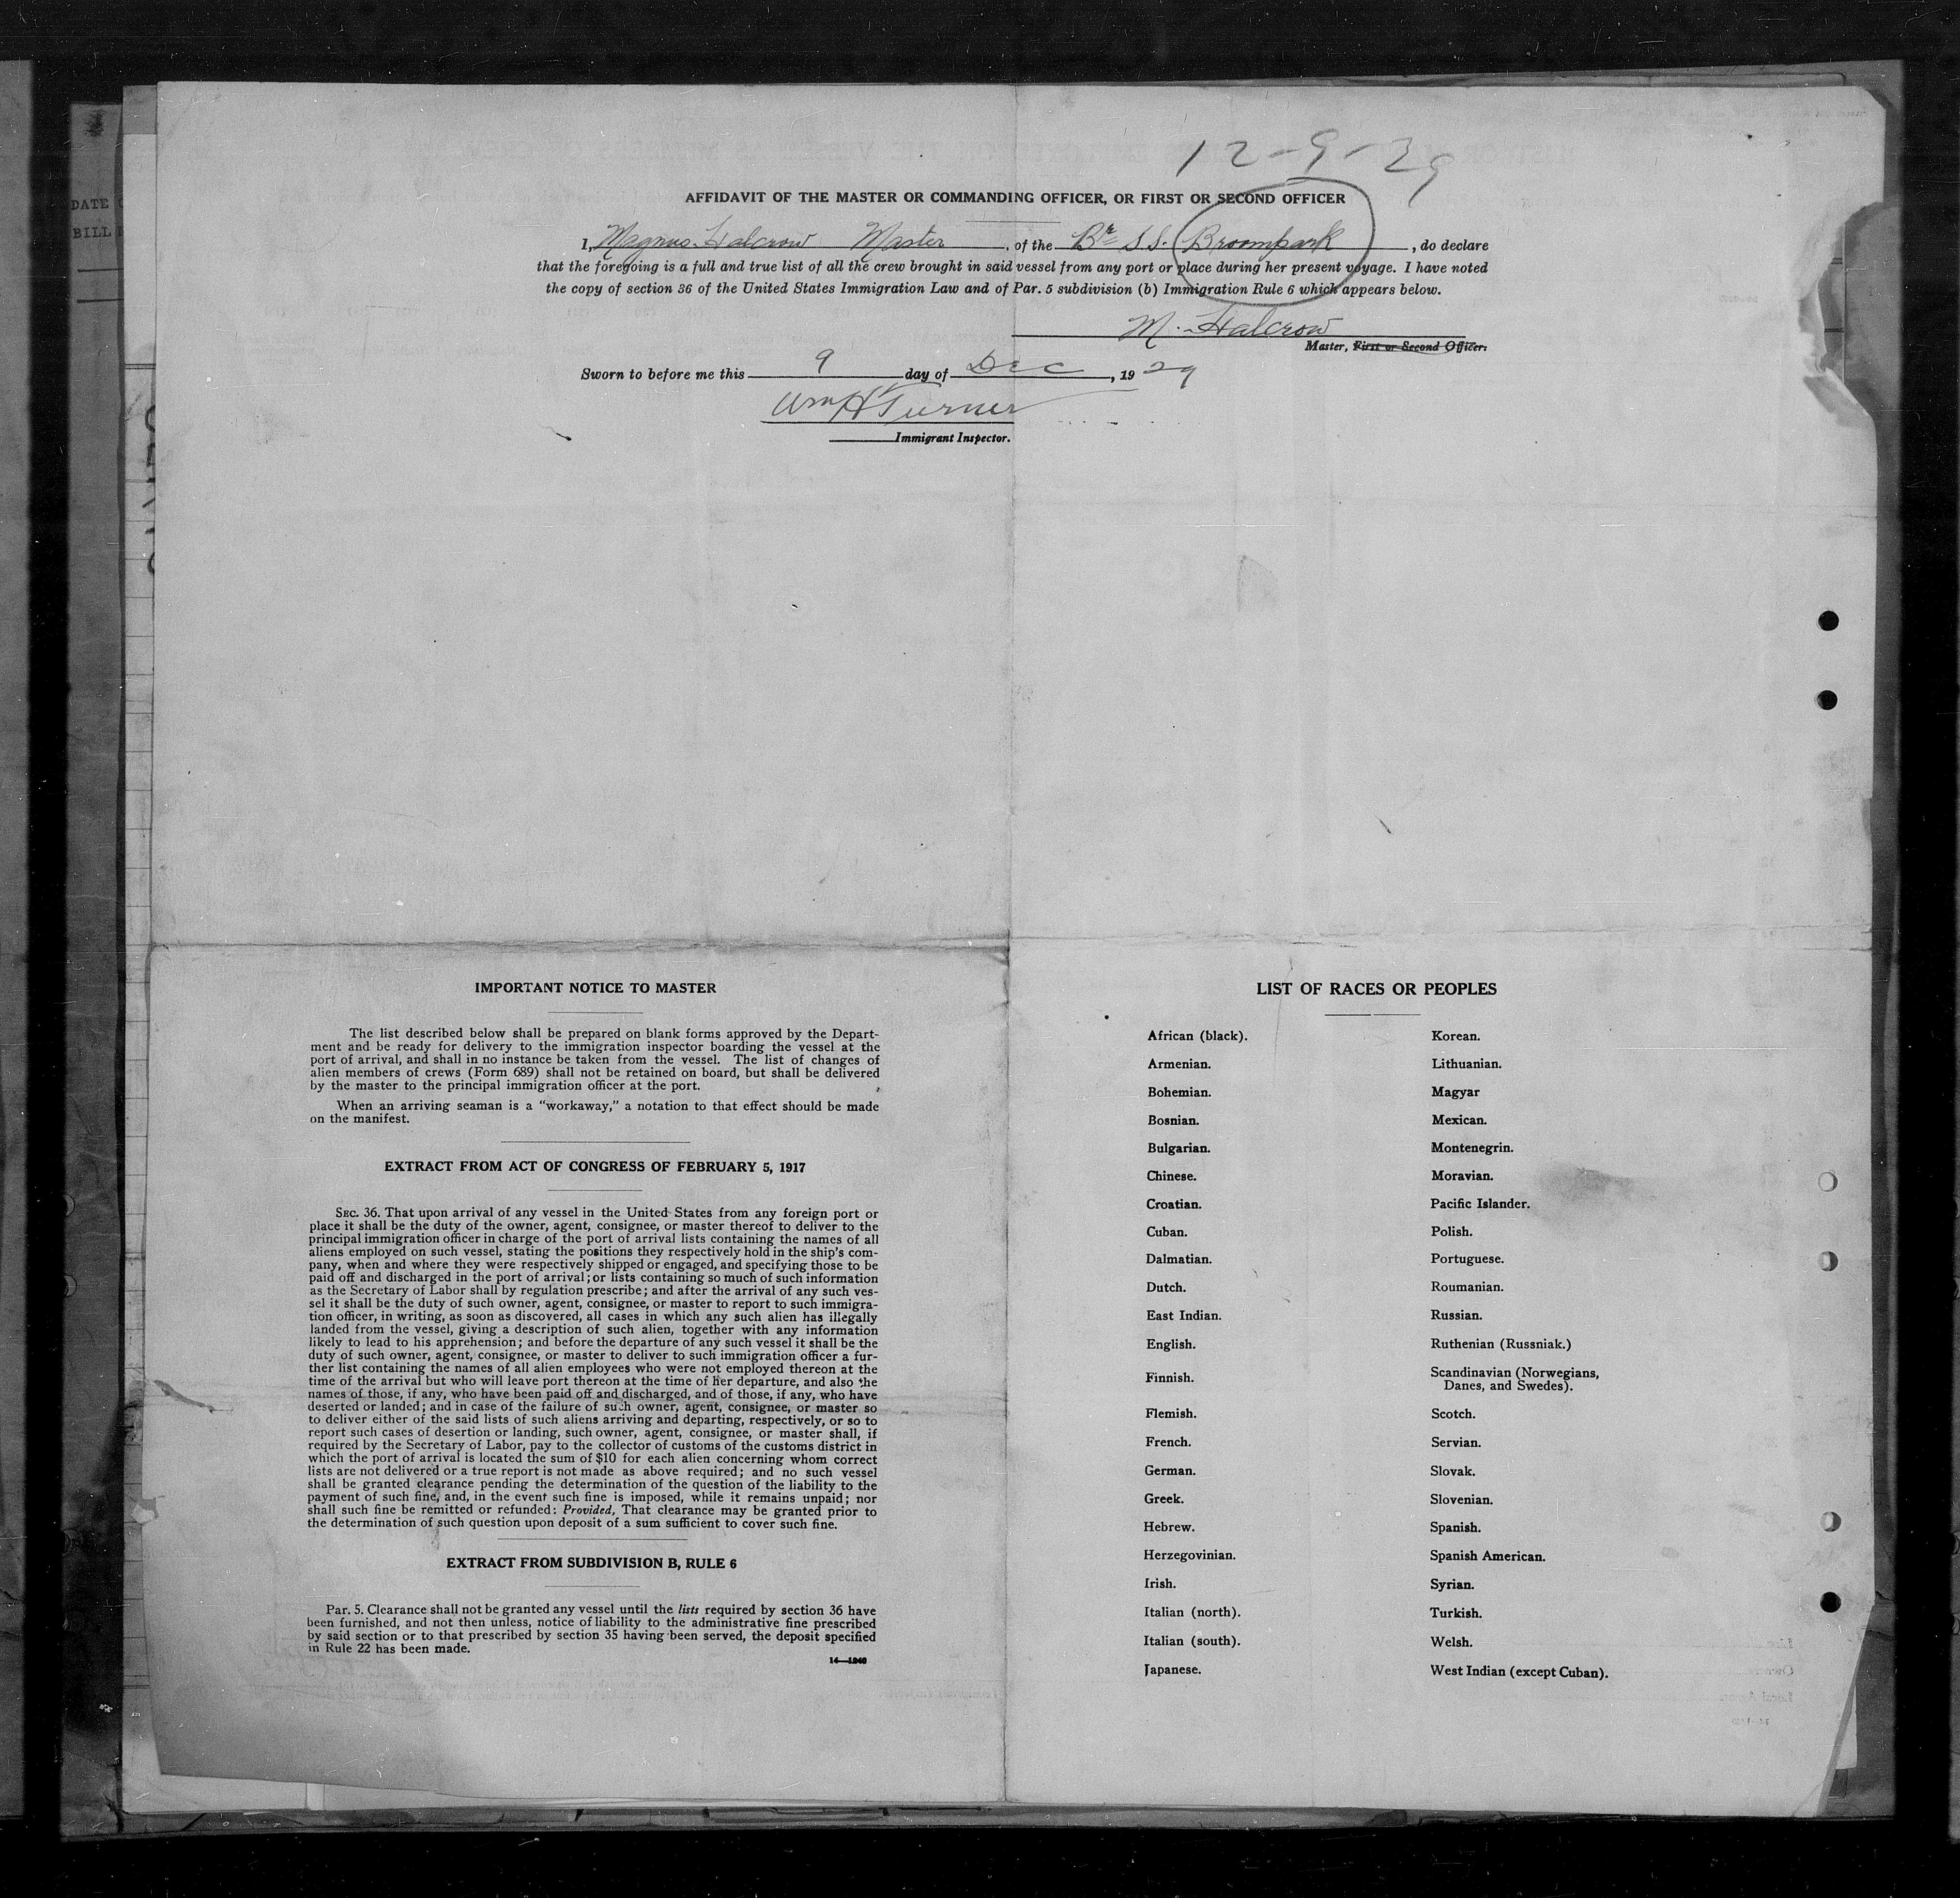 12-9-29
AFFIDAVIT OF THE MASTER OR COMMANDING OFFICER, OR FIRST OR SECOND OFFICER
I, Magnus Halcrow Master, of the Br S.S. Broompark, do declare
that the foregoing is a full and true list of all the crew brought in said vessel from any port or place during her present voyage. I have noted
the copy of section 36 of the United States Immigration Law and of Par. 5 subdivision (b) Immigration Rule 6 which appears below.
M. Halcrow
Master, First or Second Officer.
Sworn to before me this 9 day of Dec, 1929
Wm H Turner
Immigrant Inspector.
DATE
BILL
IMPORTANT NOTICE TO MASTER
The list described below shall be prepared on blank forms approved by the Depart-
ment and be ready for delivery to the immigration inspector boarding the vessel at the
port of arrival, and shall in no instance be taken from the vessel. The list of changes of
alien members of crews (Form 689) shall not be retained on board, but shall be delivered
by the master to the principal immigration officer at the port.
When an arriving seaman is a "workaway," a notation to that effect should be made
on the manifest.
EXTRACT FROM ACT OF CONGRESS OF FEBRUARY 5, 1917
SEC. 36. That upon arrival of any vessel in the United States from any foreign port or
place it shall be the duty of the owner, agent, consignee, or master thereof to deliver to the
principal immigration officer in charge of the port of arrival lists containing the names of all
aliens employed on such vessel, stating the positions they respectively hold in the ship's com-
pany, when and where they were respectively shipped or engaged, and specifying those to be
paid off and discharged in the port of arrival; or lists containing so much of such information
as the Secretary of Labor shall by regulation prescribe; and after the arrival of any such ves-
sel it shall be the duty of such owner, agent, consignee, or master to report to such immigra-
tion officer, in writing, as soon as discovered, all cases in which any such alien has illegally
landed from the vessel, giving a description of such alien, together with any information
likely to lead to his apprehension; and before the departure of any such vessel it shall be the
duty of such owner, agent, consignee, or master to deliver to such immigration officer a fur-
ther list containing the names of all alien employees who were not employed thereon at the
time of the arrival but who will leave port thereon at the time of her departure, and also the
names of those, if any, who have been paid off and discharged, and of those, if any, who have
deserted or landed; and in case of the failure of such owner, agent, consignee, or master so
to deliver either of the said lists of such aliens arriving and departing, respectively, or so to
report such cases of desertion or landing, such owner, agent, consignee, or master shall, if
required by the Secretary of Labor, pay to the collector of customs of the customs district in
which the port of arrival is located the sum of $10 for each alien concerning whom correct
lists are not delivered or a true report is not made as above required; and no such vessel
shall be granted clearance pending the determination of the question of the liability to the
payment of such fine, and, in the event such fine is imposed, while it remains unpaid; nor
shall such fine be remitted or refunded: Provided, That clearance may be granted prior to
the determination of such question upon deposit of a sum sufficient to cover such fine.
EXTRACT FROM SUBDIVISION B, RULE 6
Par. 5. Clearance shall not be granted any vessel until the lists required by section 36 have
been furnished, and not then unless, notice of liability to the administrative fine prescribed
by said section or to that prescribed by section 35 having been served, the deposit specified
in Rule 22 has been made.
14—1240
LIST OF RACES OR PEOPLES
African (black).
Armenian.
Bohemian.
Bosnian.
Bulgarian.
Chinese.
Croatian.
Cuban.
Dalmatian.
Dutch.
East Indian.
English.
Finnish.
Flemish.
French.
German.
Greek.
Hebrew.
Herzegovinian.
Irish.
Italian (north).
Italian (south).
Japanese.
Korean.
Lithuanian.
Magyar
Mexican.
Montenegrin.
Moravian.
Pacific Islander.
Polish.
Portuguese.
Roumanian.
Russian.
Ruthenian (Russniak.)
Scandinavian (Norwegians,
Danes, and Swedes).
Scotch.
Servian.
Slovak.
Slovenian.
Spanish.
Spanish American.
Syrian.
Turkish.
Welsh.
West Indian (except Cuban).